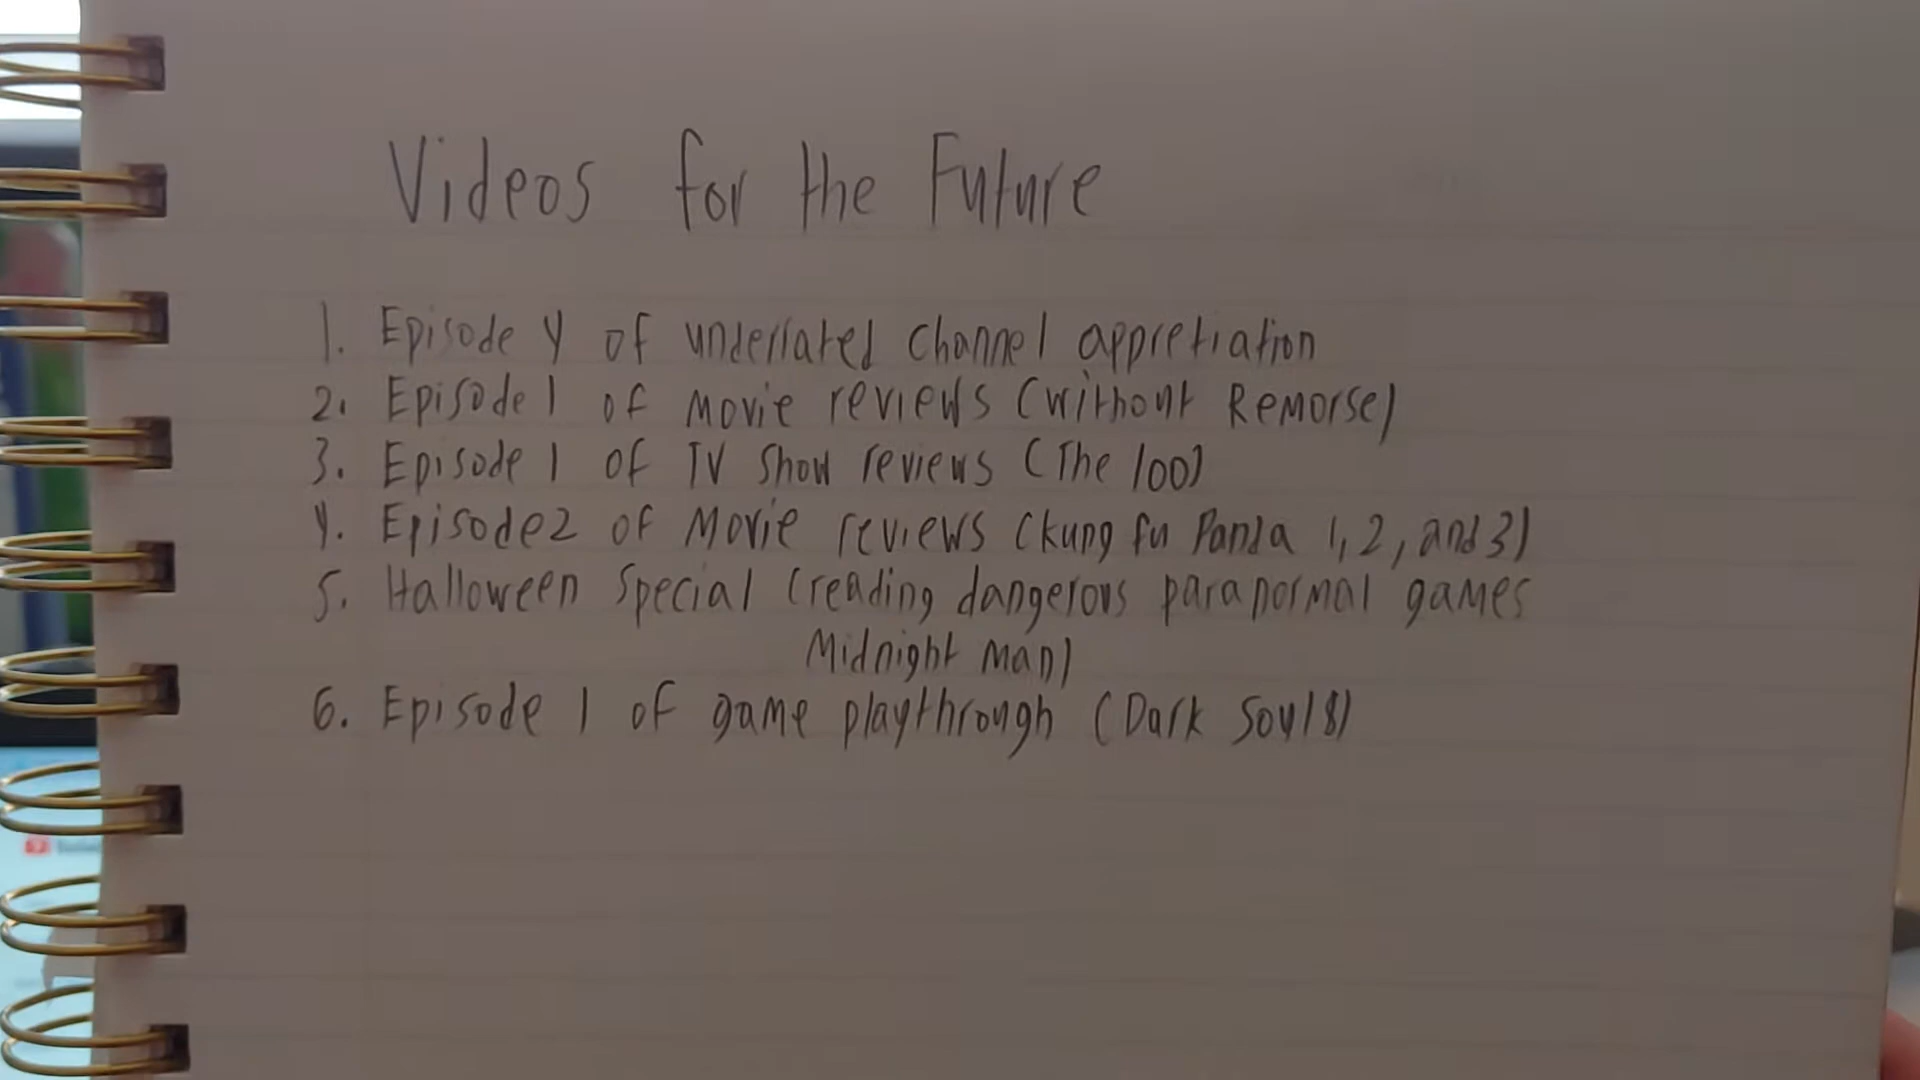 Videos for the Future
1. Episode 4 of underrated channel appretiation
2. Episode 1 of Movie reviews (Without Remorse)
3. Episode 1 of TV Show reviews (The 100)
4. Episode 2 of Movie reviews (Kung fu Panda 1, 2, and 3)
5. Halloween Special (reading dangerous paranormal games
Midnight Man)
6. Episode 1 of game playthrough (Dark Souls)